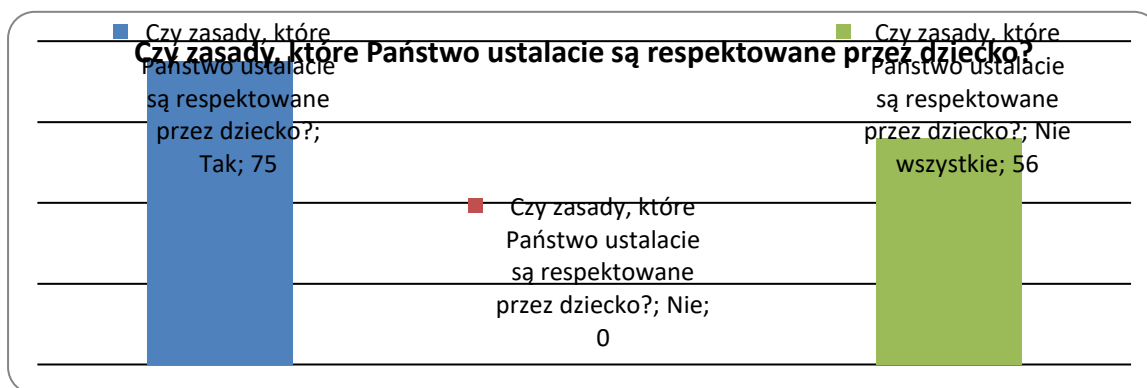 Czy zasady, które Państwo ustalacie są respektowane przez dziecko?
Czy zasady, które
Państwo ustalacie
są respektowane
przez dziecko?;
Tak; 75
Czy zasady, które
Państwo ustalacie
są respektowane
przez dziecko?; Nie;
0
Czy zasady, które
Państwo ustalacie
są respektowane
przez dziecko?; Nie
wszystkie; 56